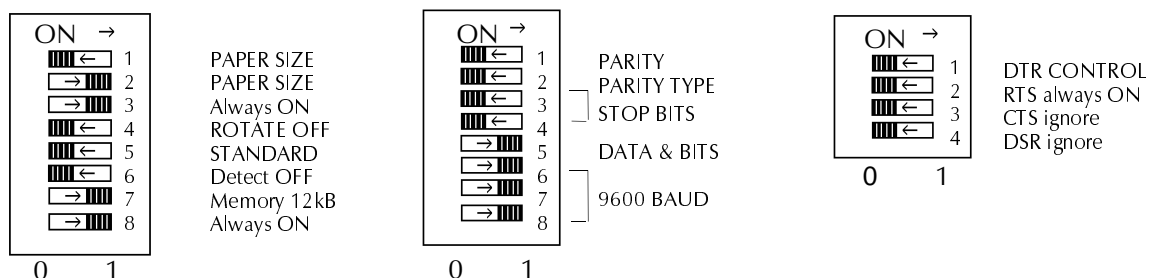 ON →
← 1 PAPER SIZE
→ 2 PAPER SIZE
→ 3 Always ON
← 4 ROTATE OFF
← 5 STANDARD
← 6 Detect OFF
→ 7 Memory 12kB
→ 8 Always ON
0 1
ON →
← 1 PARITY
← 2 PARITY TYPE
← 3
STOP BITS
← 4
→ 5 DATA & BITS
→ 6
→ 7 9600 BAUD
→ 8
0 1
ON →
← 1 DTR CONTROL
← 2 RTS always ON
← 3 CTS ignore
← 4 DSR ignore
0 1